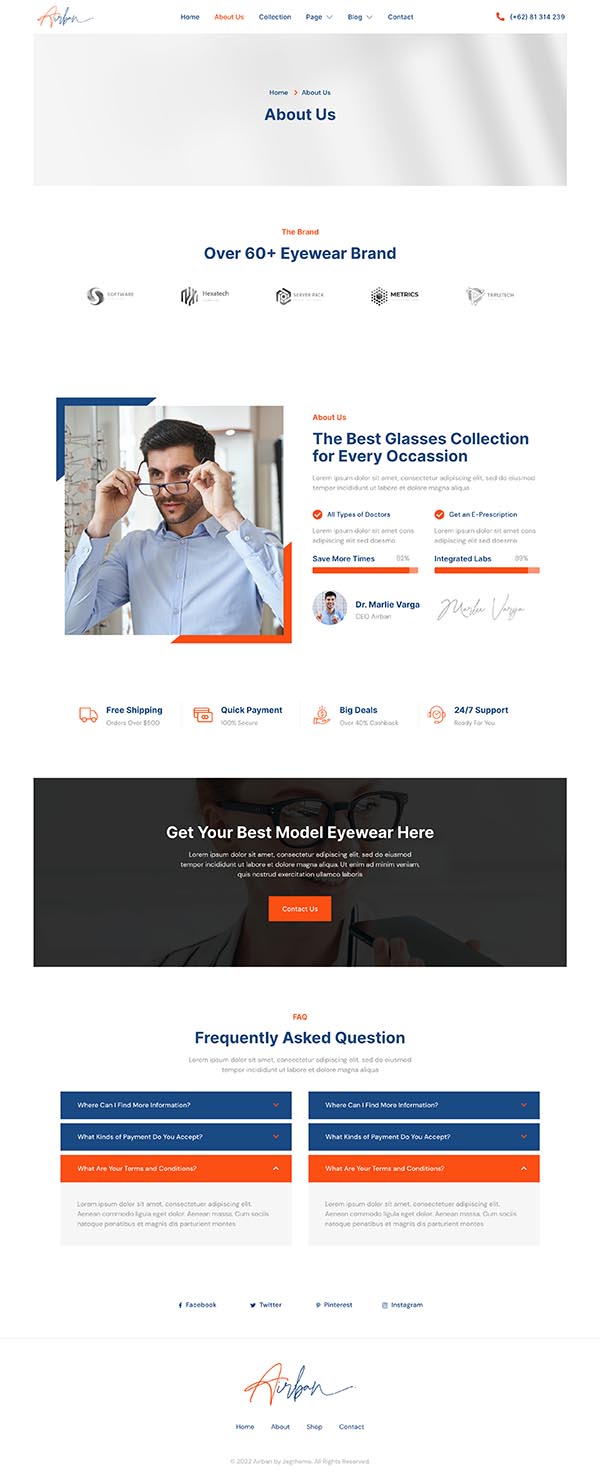 Airban
Home About Us Collection Page Blog Contact (+62) 81 314 239
Home About Us
About Us
The Brand
Over 60+ Eyewear Brand
SOFTWARE Hexatech SERVER PACK METRICS TRIPLETECH
About Us
The Best Glasses Collection
for Every Occassion
Lorem ipsum dolor sit amet, consectetur adipiscing elit, sed do eiusmod
tempor incididunt ut labore et dolore magna aliqua
All Types of Doctors Get an E-Prescription
Lorem ipsum dolor sit amet cons Lorem ipsum dolor sit amet cons
adipiscing elit sed doesmo adipiscing elit sed doesmo
Save More Times 92% Integrated Labs 89%
Dr. Marlie Varga
CEO Airban
Marlie Varga
Free Shipping Quick Payment Big Deals 24/7 Support
Orders Over $500 100% Secure Over 40% Cashback Ready For You
Get Your Best Model Eyewear Here
Lorem ipsum dolor sit amet, consectetur adipiscing elit, sed do eiusmod
tempor incididunt ut labore et dolore magna aliqua. Ut enim ad minim veniam,
quis nostrud exercitation ullamco laboris
Contact Us
FAQ
Frequently Asked Question
Lorem ipsum dolor sit amet, consectetur adipiscing elit, sed do eiusmod
tempor incididunt ut labore et dolore magna aliqua
Where Can I Find More Information? Where Can I Find More Information?
What Kinds of Payment Do You Accept? What Kinds of Payment Do You Accept?
What Are Your Terms and Conditions? What Are Your Terms and Conditions?
Lorem ipsum dolor sit amet, consectetuer adipiscing elit. Lorem ipsum dolor sit amet, consectetuer adipiscing elit.
Aenean commodo ligula eget dolor. Aenean massa. Cum sociis Aenean commodo ligula eget dolor. Aenean massa. Cum sociis
natoque penatibus et magnis dis parturient montes natoque penatibus et magnis dis parturient montes
Facebook Twitter Pinterest Instagram
Airban
Home About Shop Contact
© 2022 Airban by Jegtheme. All Rights Reserved.